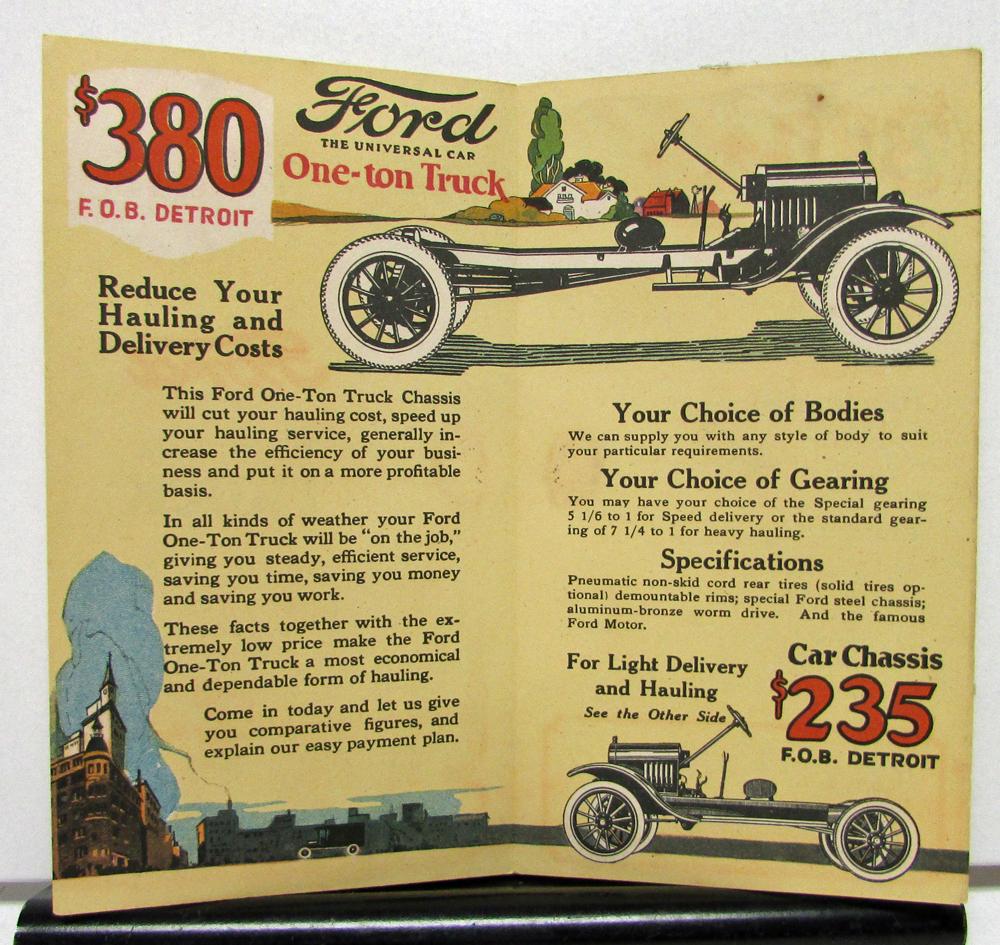 $380
F.O.B. DETROIT
Ford
THE UNIVERSAL CAR
One-ton Truck
Reduce Your
Hauling and
Delivery Costs
This Ford One-Ton Truck Chassis
will cut your hauling cost, speed up
your hauling service, generally in-
crease the efficiency of your busi-
ness and put it on a more profitable
basis.
In all kinds of weather your Ford
One-Ton Truck will be "on the job,"
giving you steady, efficient service,
saving you time, saving you money
and saving you work.
These facts together with the ex-
tremely low price make the Ford
One-Ton Truck a most economical
and dependable form of hauling.
Come in today and let us give
you comparative figures, and
explain our easy payment plan.
Your Choice of Bodies
We can supply you with any style of body to suit
your particular requirements.
Your Choice of Gearing
You may have your choice of the Special gearing
5 1/6 to 1 for Speed delivery or the standard gear-
ing of 7 1/4 to 1 for heavy hauling.
Specifications
Pneumatic non-skid cord rear tires (solid tires op-
tional) demountable rims; special Ford steel chassis;
aluminum-bronze worm drive. And the famous
Ford Motor.
For Light Delivery
and Hauling
See the Other Side
Car Chassis
$235
F.O.B. DETROIT